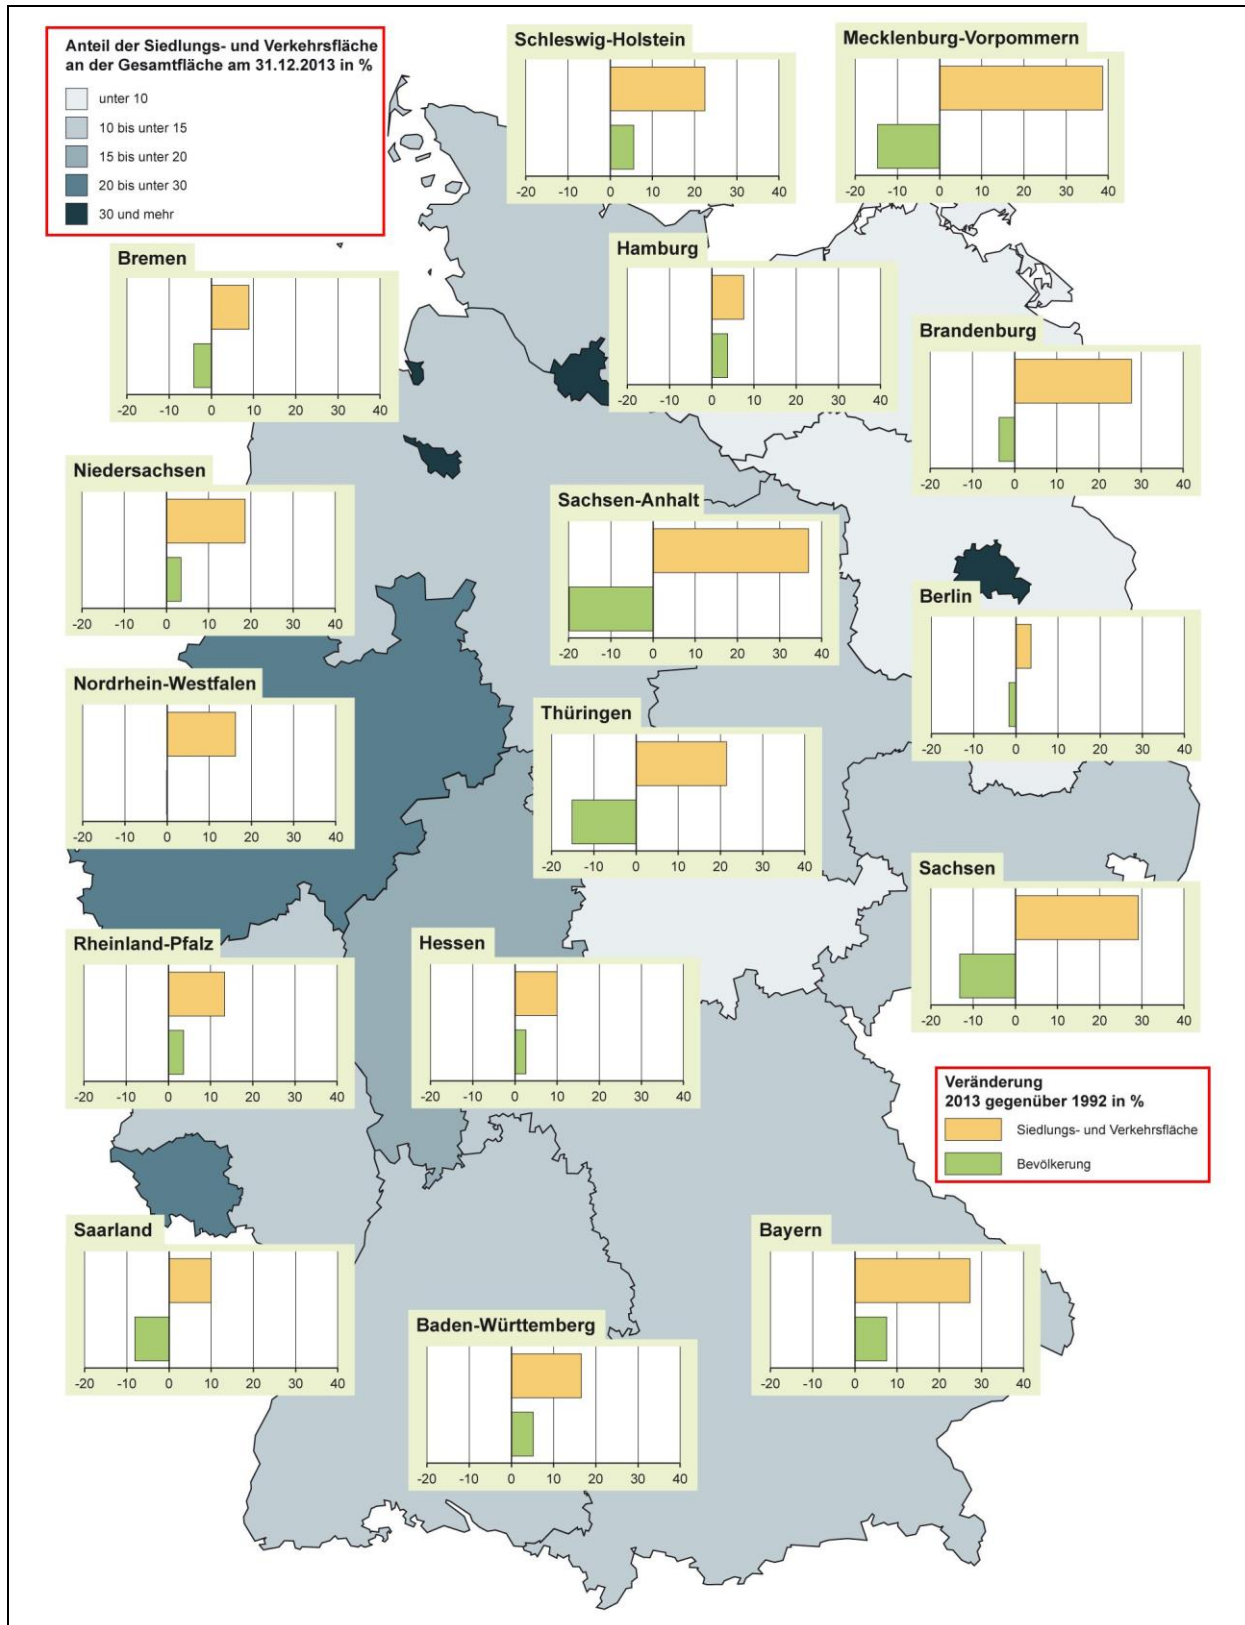 Anteil der Siedlungs- und Verkehrsfläche
an der Gesamtfläche am 31.12.2013 in %
unter 10
10 bis unter 15
15 bis unter 20
20 bis unter 30
30 und mehr
Schleswig-Holstein
-20 -10 0 10 20 30 40
Mecklenburg-Vorpommern
-20 -10 0 10 20 30 40
Bremen
-20 -10 0 10 20 30 40
Hamburg
-20 -10 0 10 20 30 40
Brandenburg
-20 -10 0 10 20 30 40
Niedersachsen
-20 -10 0 10 20 30 40
Sachsen-Anhalt
-20 -10 0 10 20 30 40
Berlin
-20 -10 0 10 20 30 40
Nordrhein-Westfalen
-20 -10 0 10 20 30 40
Thüringen
-20 -10 0 10 20 30 40
Sachsen
-20 -10 0 10 20 30 40
Rheinland-Pfalz
-20 -10 0 10 20 30 40
Hessen
-20 -10 0 10 20 30 40
Veränderung
2013 gegenüber 1992 in %
Siedlungs- und Verkehrsfläche
Bevölkerung
Saarland
-20 -10 0 10 20 30 40
Bayern
-20 -10 0 10 20 30 40
Baden-Württemberg
-20 -10 0 10 20 30 40